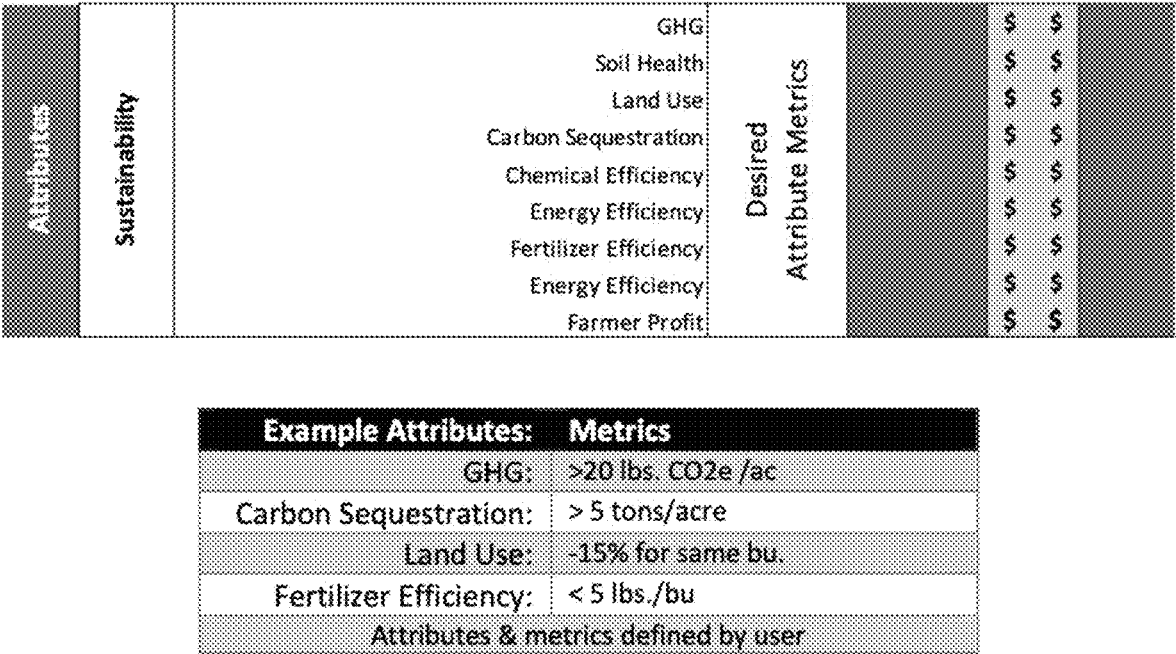 Attributes
Sustainability
GHG
Soil Health
Land Use
Carbon Sequestration
Chemical Efficiency
Energy Efficiency
Fertilizer Efficiency
Energy Efficiency
Farmer Profit
Desired
Attribute Metrics
$ $
$ $
$ $
$ $
$ $
$ $
$ $
$ $
$ $
Example Attributes: Metrics
GHG: >20 lbs. CO2e /ac
Carbon Sequestration: > 5 tons/acre
Land Use: -15% for same bu.
Fertilizer Efficiency: < 5 lbs./bu
Attributes & metrics defined by user